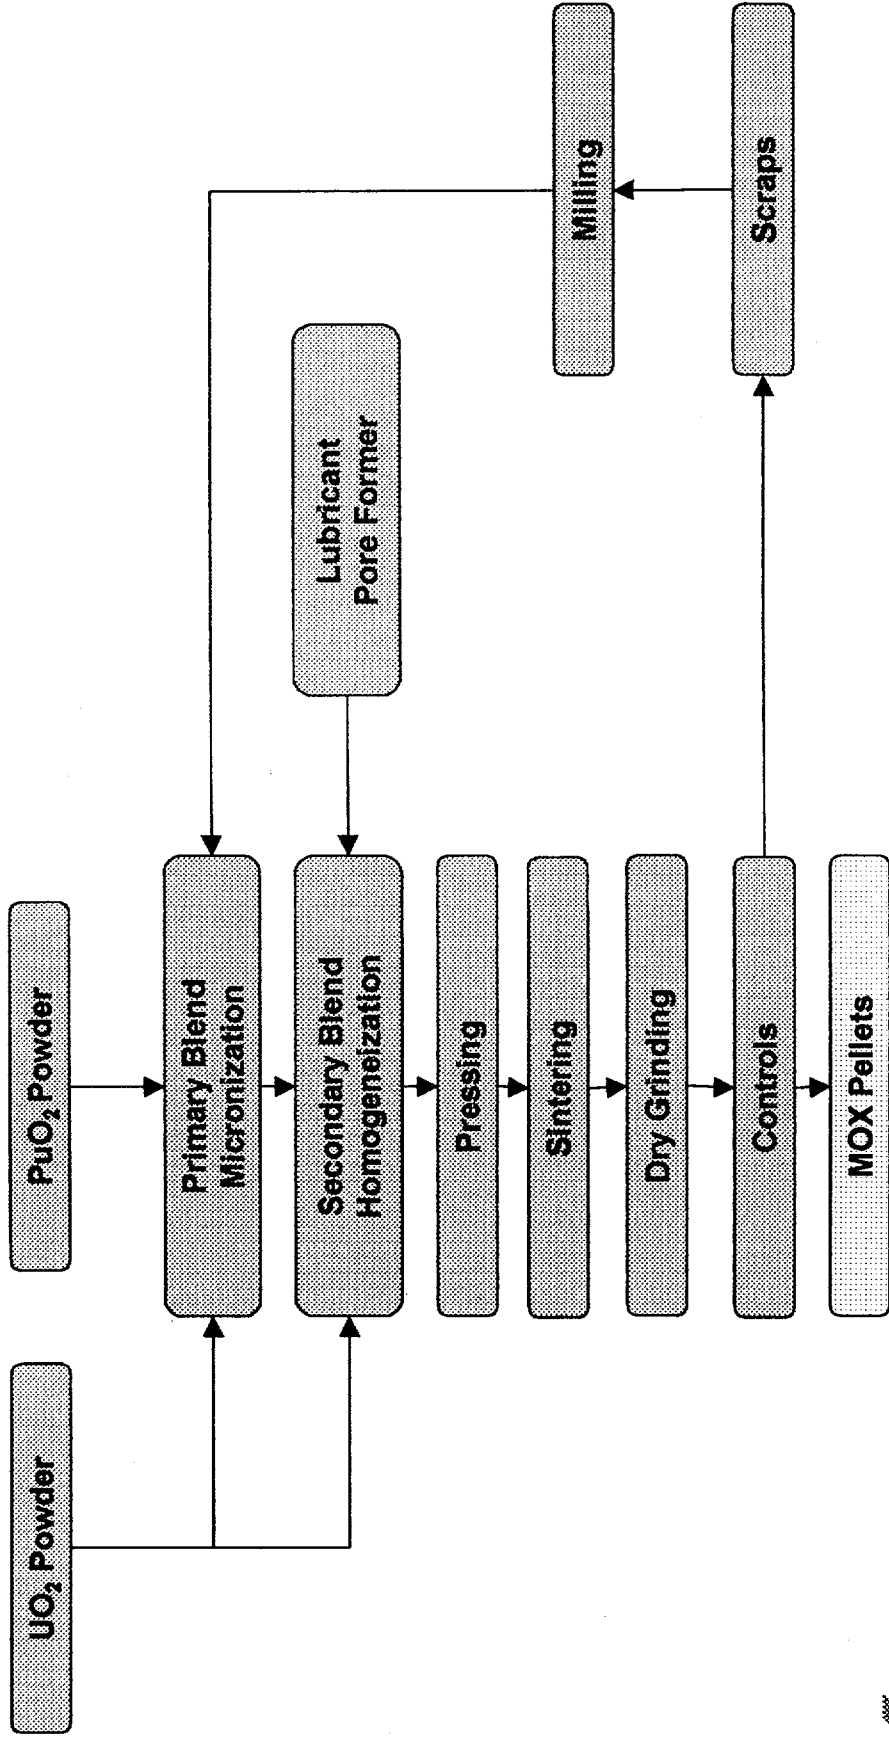 UO₂ Powder
PuO₂ Powder
Primary Blend
Micronization
Secondary Blend
Homogeneization
Lubricant
Pore Former
Pressing
Sintering
Dry Grinding
Controls
MOX Pellets
Milling
Scraps